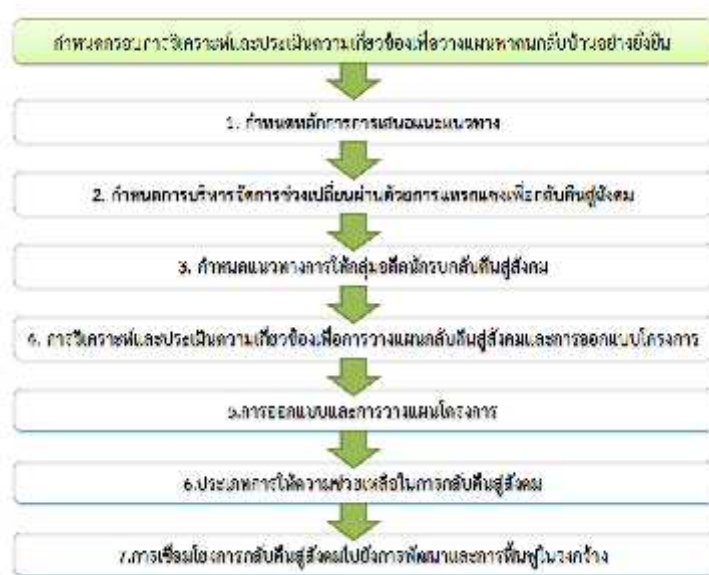 กำหนดกรอบการวิเคราะห์และประเมินความเกี่ยวข้องเพื่อวางแผนพาคนกลับบ้านอย่างยั่งยืน
1. กำหนดหลักการการเสนอแนะแนวทาง
2. กำหนดการบริหารจัดการช่วงเปลี่ยนผ่านด้วยการแทรกแซงเพื่อกลับคืนสู่สังคม
3. กำหนดแนวทางการให้กลุ่มอดีตนักรบกลับคืนสู่สังคม
4. การวิเคราะห์และประเมินความเกี่ยวข้องเพื่อการวางแผนกลับคืนสู่สังคมและการออกแบบโครงการ
5.การออกแบบและการวางแผนโครงการ
6.ประเภทการให้ความช่วยเหลือในการกลับคืนสู่สังคม
7.การเชื่อมโยงการกลับคืนสู่สังคมไปยังการพัฒนาและการฟื้นฟูในวงกว้าง